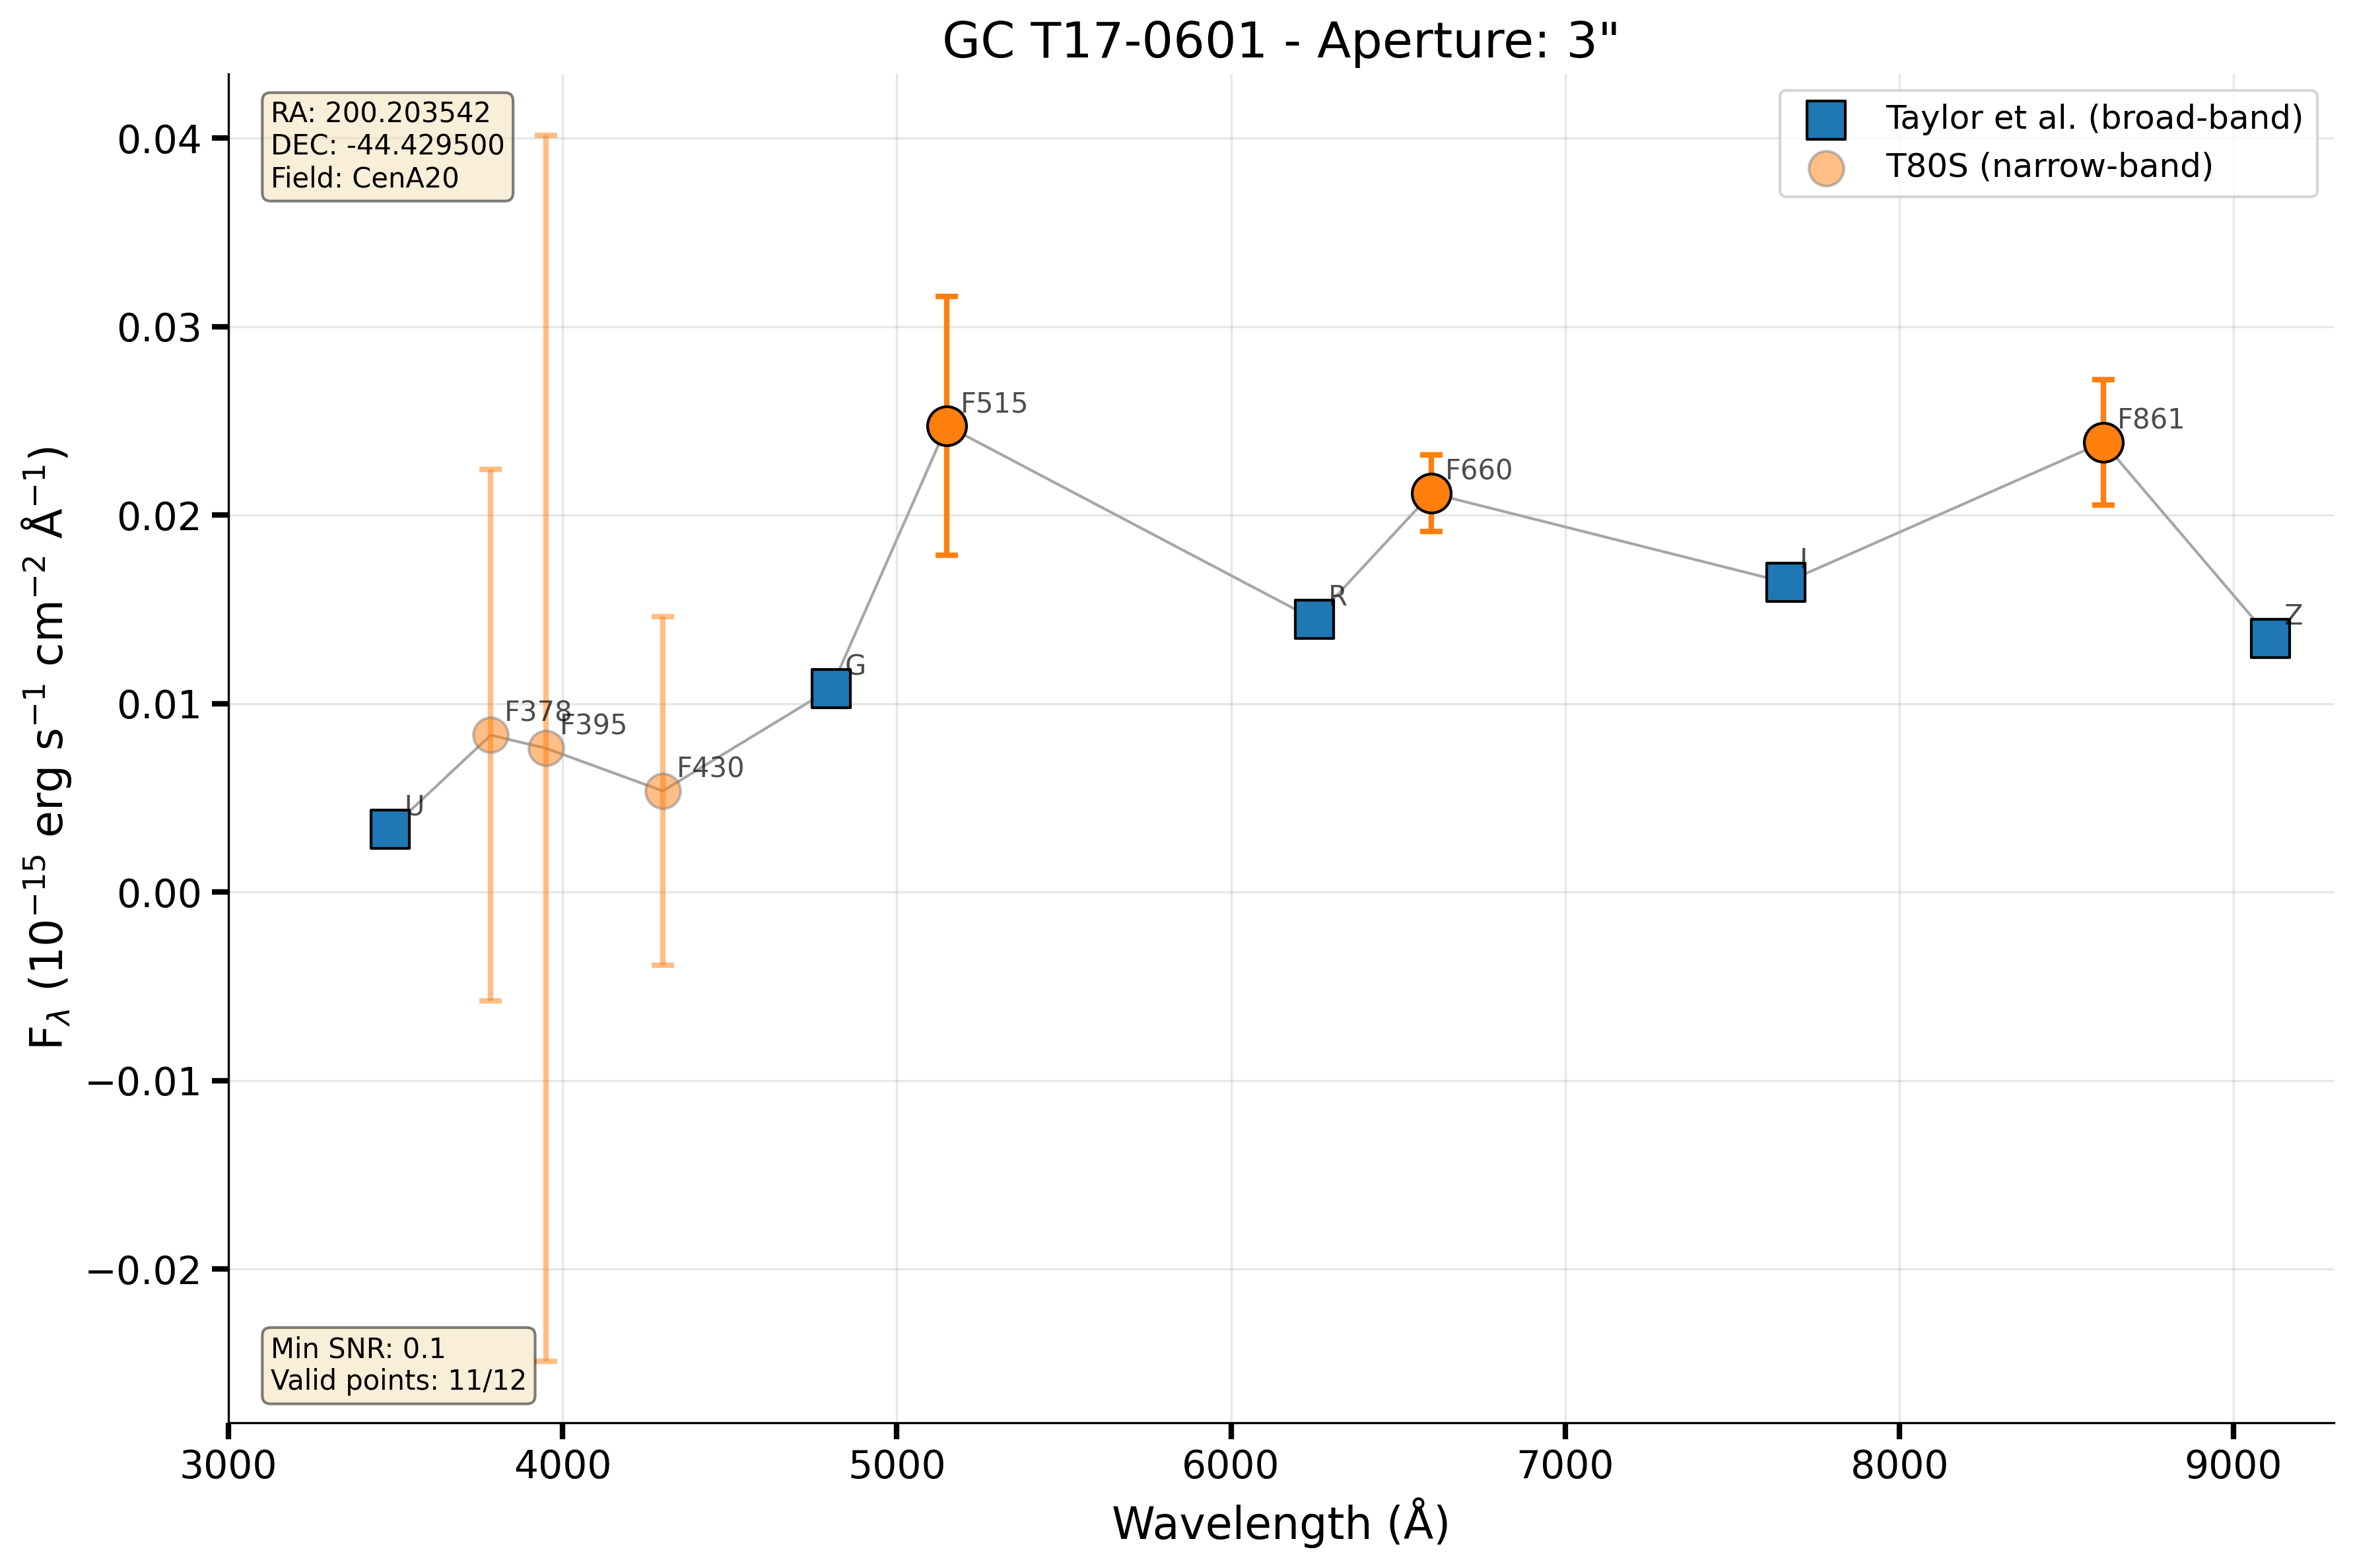 GC T17-0601 - Aperture: 3"
RA: 200.203542
DEC: -44.429500
Field: CenA20
Taylor et al. (broad-band)
T80S (narrow-band)
0.04
0.03
0.02
0.01
0.00
−0.01
−0.02
F_λ (10⁻¹⁵ erg s⁻¹ cm⁻² Å⁻¹)
U
F378
F395
F430
G
F515
R
F660
I
F861
Z
Min SNR: 0.1
Valid points: 11/12
3000 4000 5000 6000 7000 8000 9000
Wavelength (Å)